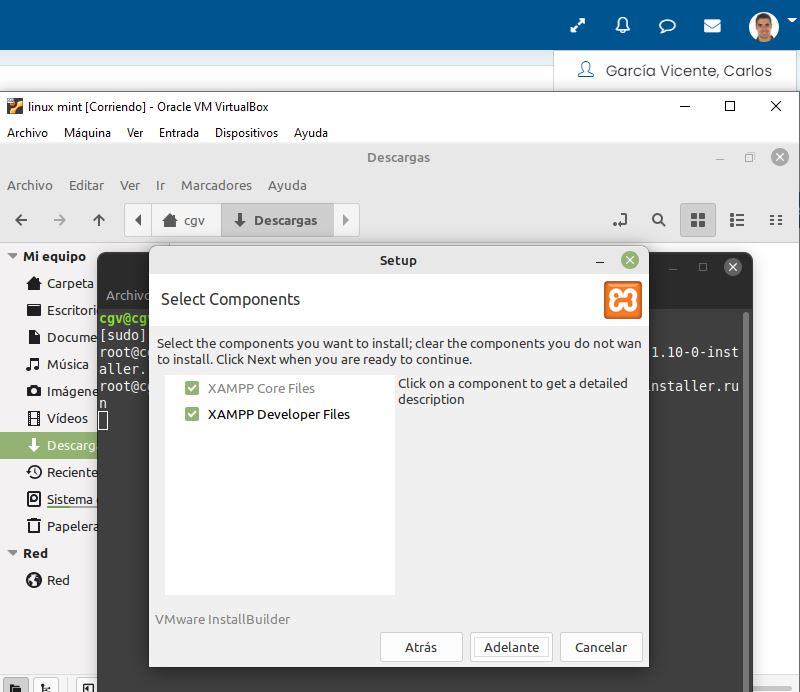 García Vicente, Carlos
linux mint [Corriendo] - Oracle VM VirtualBox
Archivo Máquina Ver Entrada Dispositivos Ayuda
Descargas
Archivo Editar Ver Ir Marcadores Ayuda
cgv Descargas
Mi equipo
Carpeta
Escritorio
Docume
Música
Imágene
Vídeos
Descarg
Reciente
Sistema
Papelera
Red
Red
Archivo
cgv@cg
[sudo]
root@c 1.10-0-inst
aller.
root@c nstaller.ru
n
Setup
Select Components
Select the components you want to install; clear the components you do not wan
to install. Click Next when you are ready to continue.
XAMPP Core Files
XAMPP Developer Files
Click on a component to get a detailed
description
VMware InstallBuilder
Atrás Adelante Cancelar